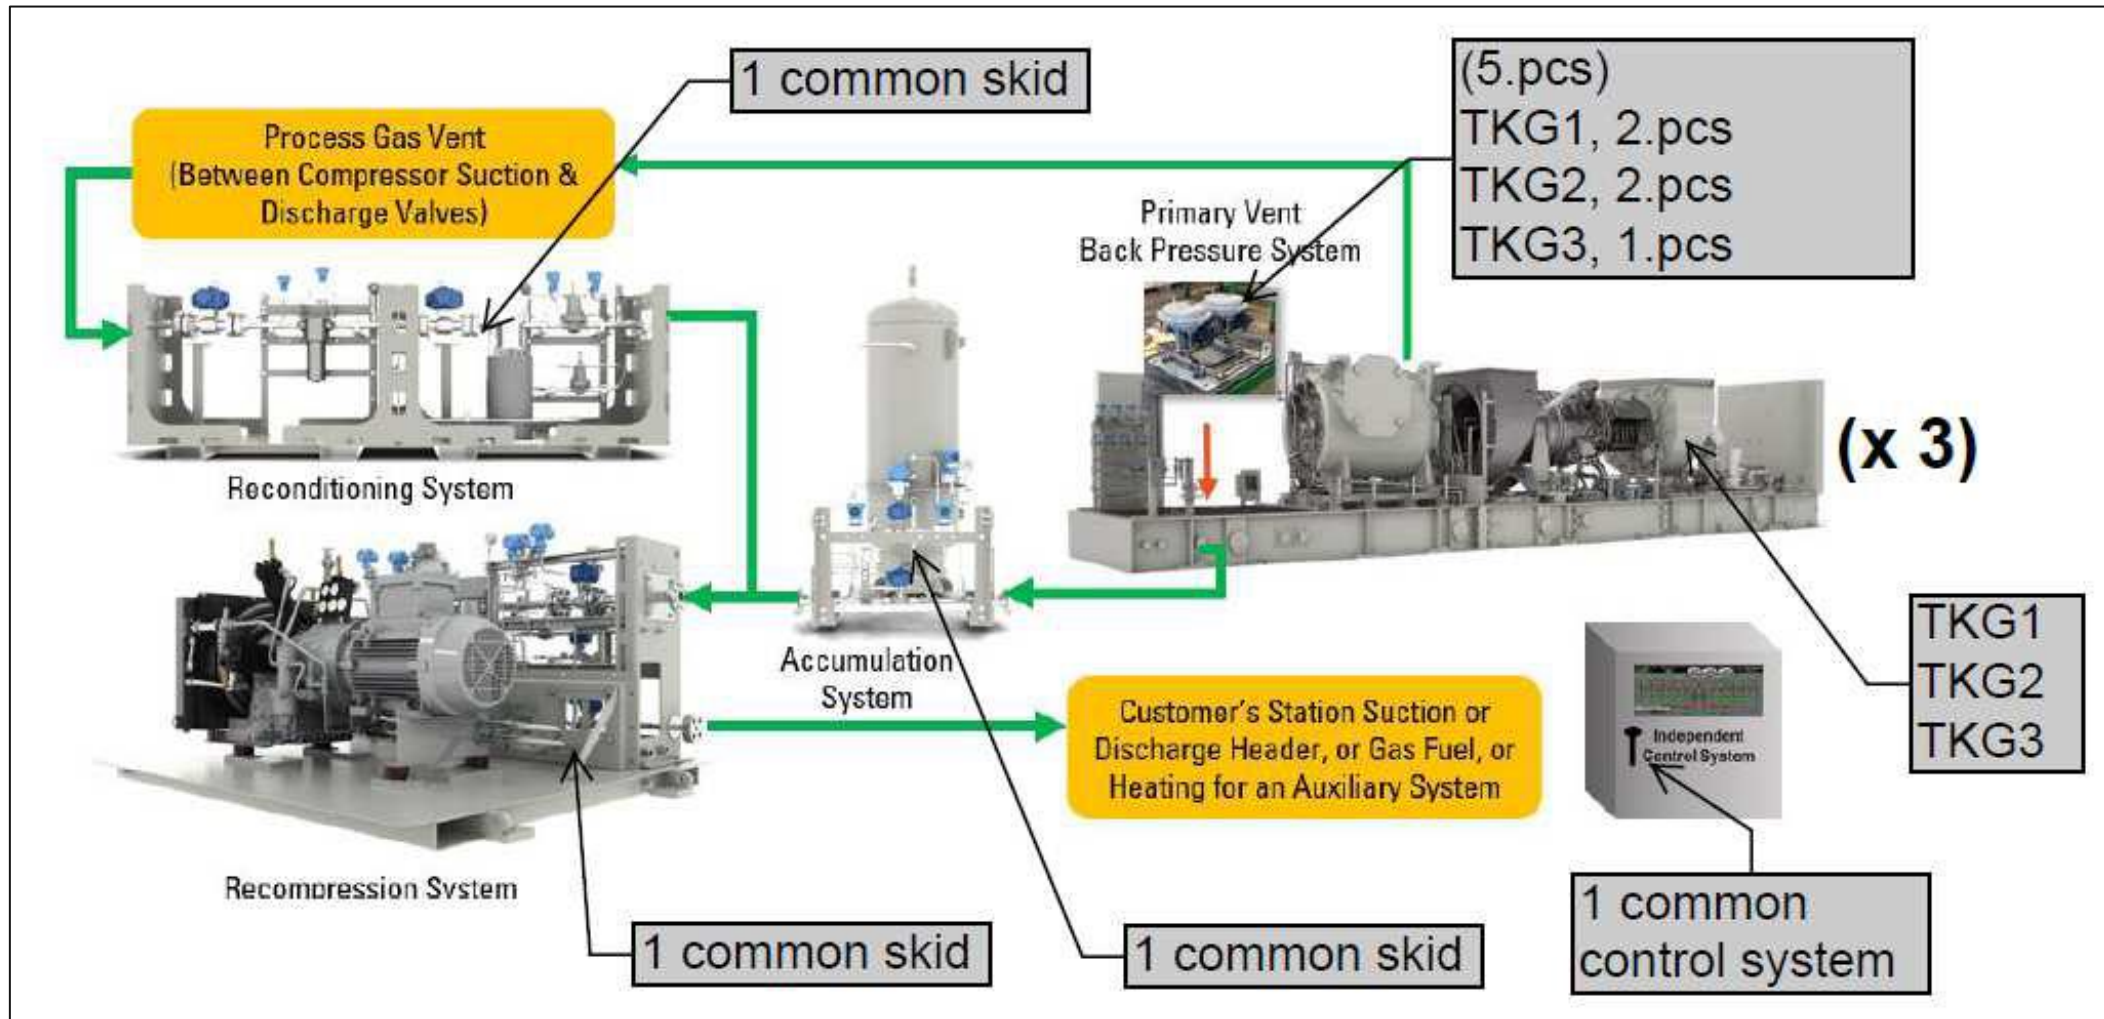 1 common skid
(5.pcs)
TKG1, 2.pcs
TKG2, 2.pcs
TKG3, 1.pcs
Process Gas Vent
(Between Compressor Suction &
Discharge Valves)
Primary Vent
Back Pressure System
(x 3)
Reconditioning System
Accumulation
System
TKG1
TKG2
TKG3
Customer's Station Suction or
Discharge Header, or Gas Fuel, or
Heating for an Auxiliary System
Independent
Control System
Recompression System
1 common skid
1 common skid
1 common
control system